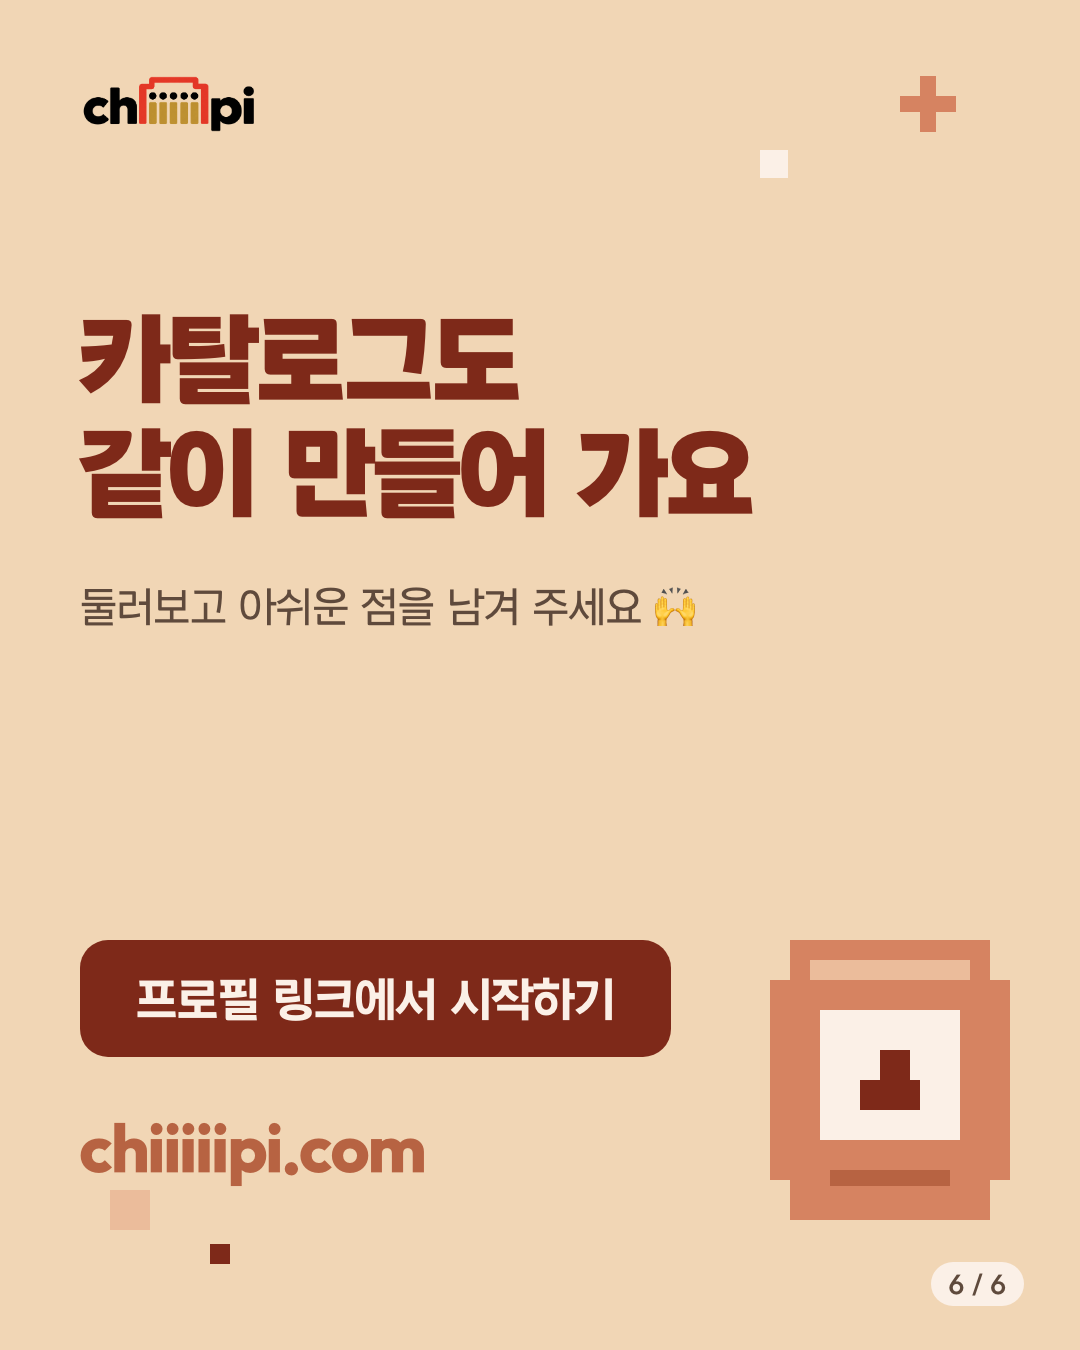 chiiiiipi
카탈로그도
같이 만들어 가요
둘러보고 아쉬운 점을 남겨 주세요 🙌
프로필 링크에서 시작하기
chiiiiipi.com
6 / 6